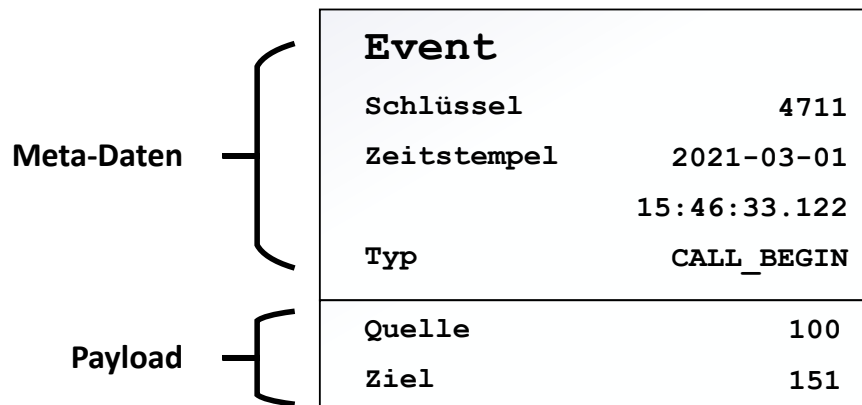 Event
Schlüssel 4711
Meta-Daten Zeitstempel 2021-03-01
15:46:33.122
Typ CALL_BEGIN
Quelle 100
Payload
Ziel 151